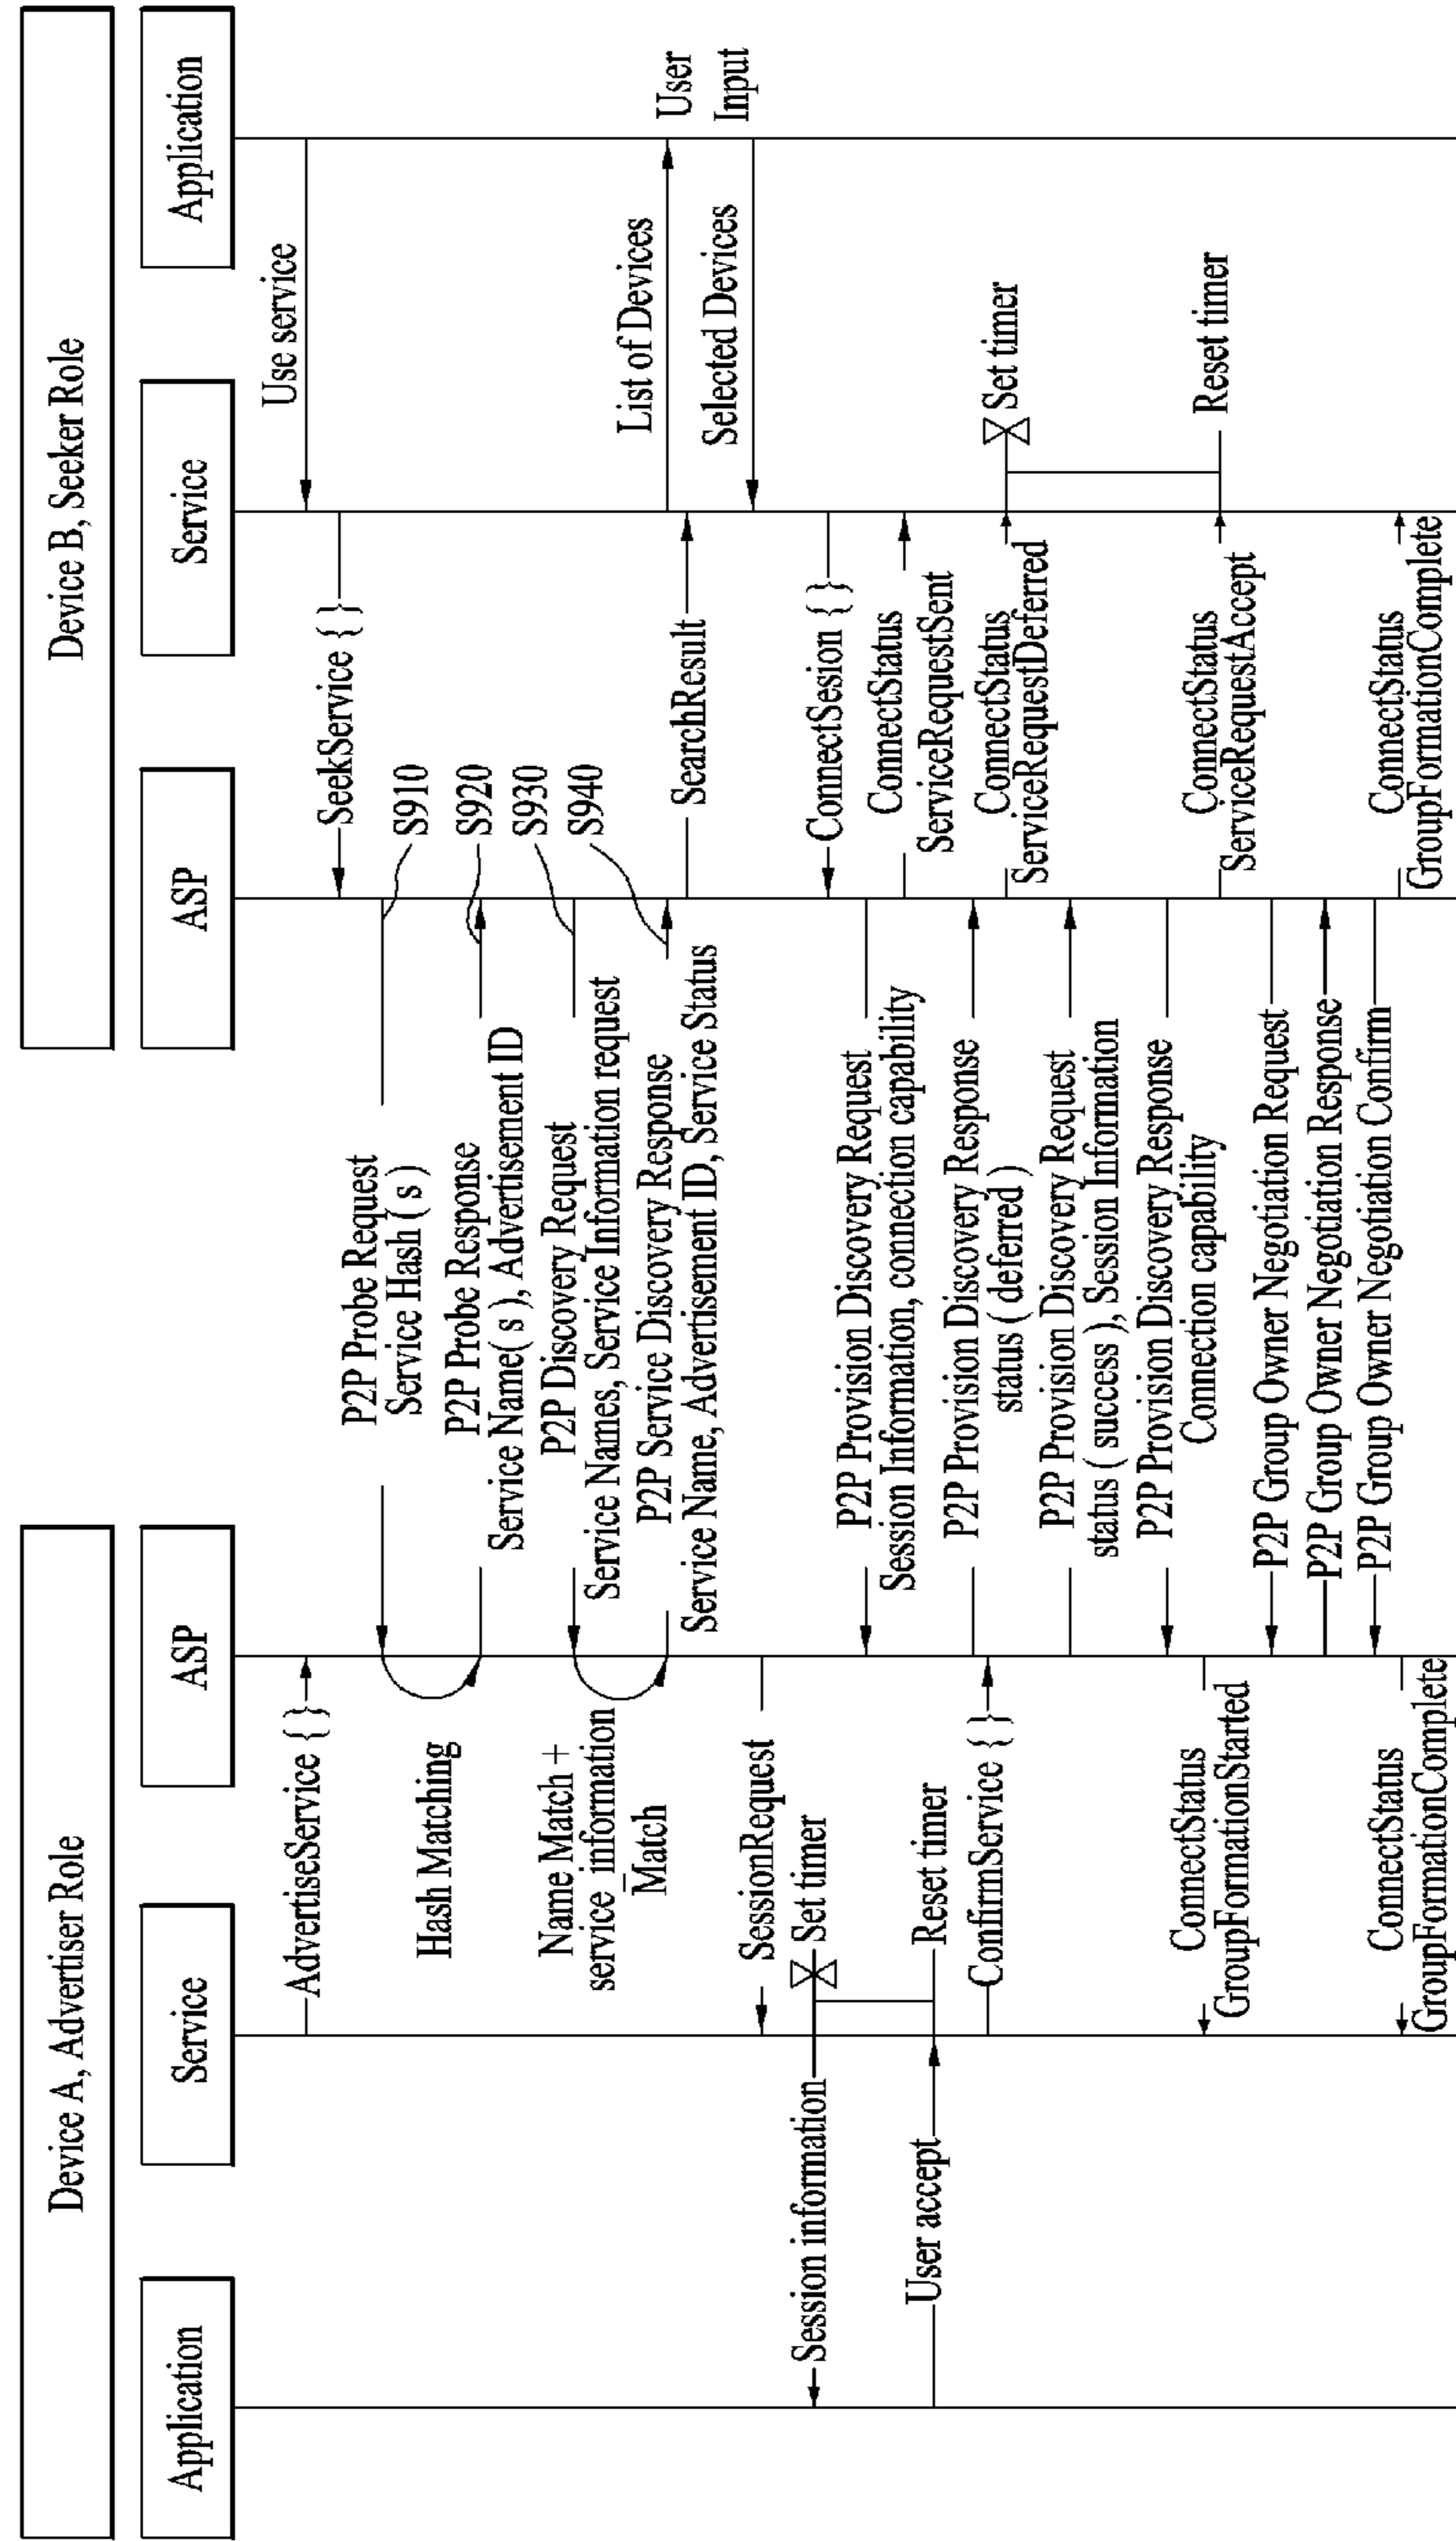 Device A, Advertiser Role
Device B, Seeker Role
Application
Service
ASP
ASP
Service
Application
AdvertiseService { }
Use service
SeekService { }
P2P Probe Request
Service Hash ( s )
S910
Hash Matching
P2P Probe Response
Service Name( s ), Advertisement ID
S920
P2P Discovery Request
Service Names, Service Information request
S930
Name Match +
service information
Match
P2P Service Discovery Response
Service Name, Advertisement ID, Service Status
S940
SearchResult
List of Devices
User
Input
Selected Devices
SessionRequest
Session information
Set timer
ConnectSesion { }
P2P Provision Discovery Request
Session Information, connection capability
ConnectStatus
ServiceRequestSent
User accept
Reset timer
P2P Provision Discovery Response
status ( deferred )
ConfirmService { }
ConnectStatus
ServiceRequestDeferred
Set timer
P2P Provision Discovery Request
status ( success ), Session Information
P2P Provision Discovery Response
Connection capability
ConnectStatus
GroupFormationStarted
ConnectStatus
ServiceRequestAccept
Reset timer
P2P Group Owner Negotiation Request
P2P Group Owner Negotiation Response
P2P Group Owner Negotiation Confirm
ConnectStatus
GroupFormationComplete
ConnectStatus
GroupFormationComplete